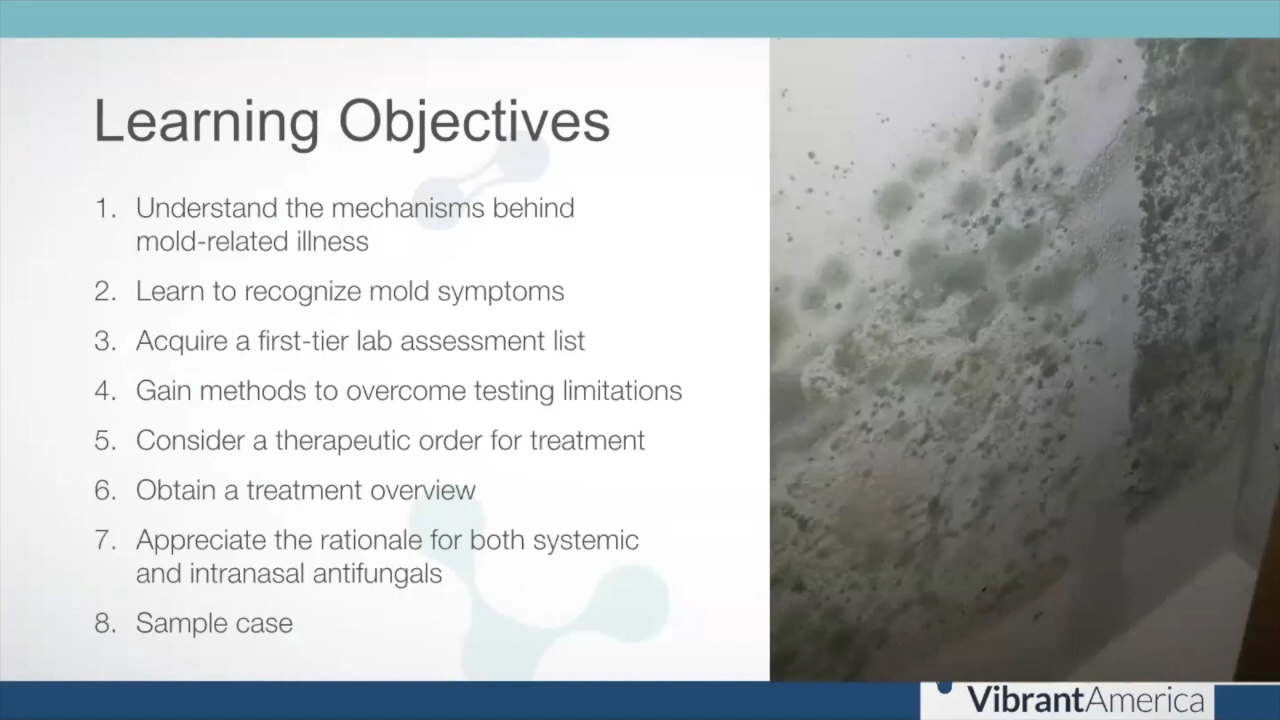 Learning Objectives
1. Understand the mechanisms behind
mold-related illness
2. Learn to recognize mold symptoms
3. Acquire a first-tier lab assessment list
4. Gain methods to overcome testing limitations
5. Consider a therapeutic order for treatment
6. Obtain a treatment overview
7. Appreciate the rationale for both systemic
and intranasal antifungals
8. Sample case
VibrantAmerica